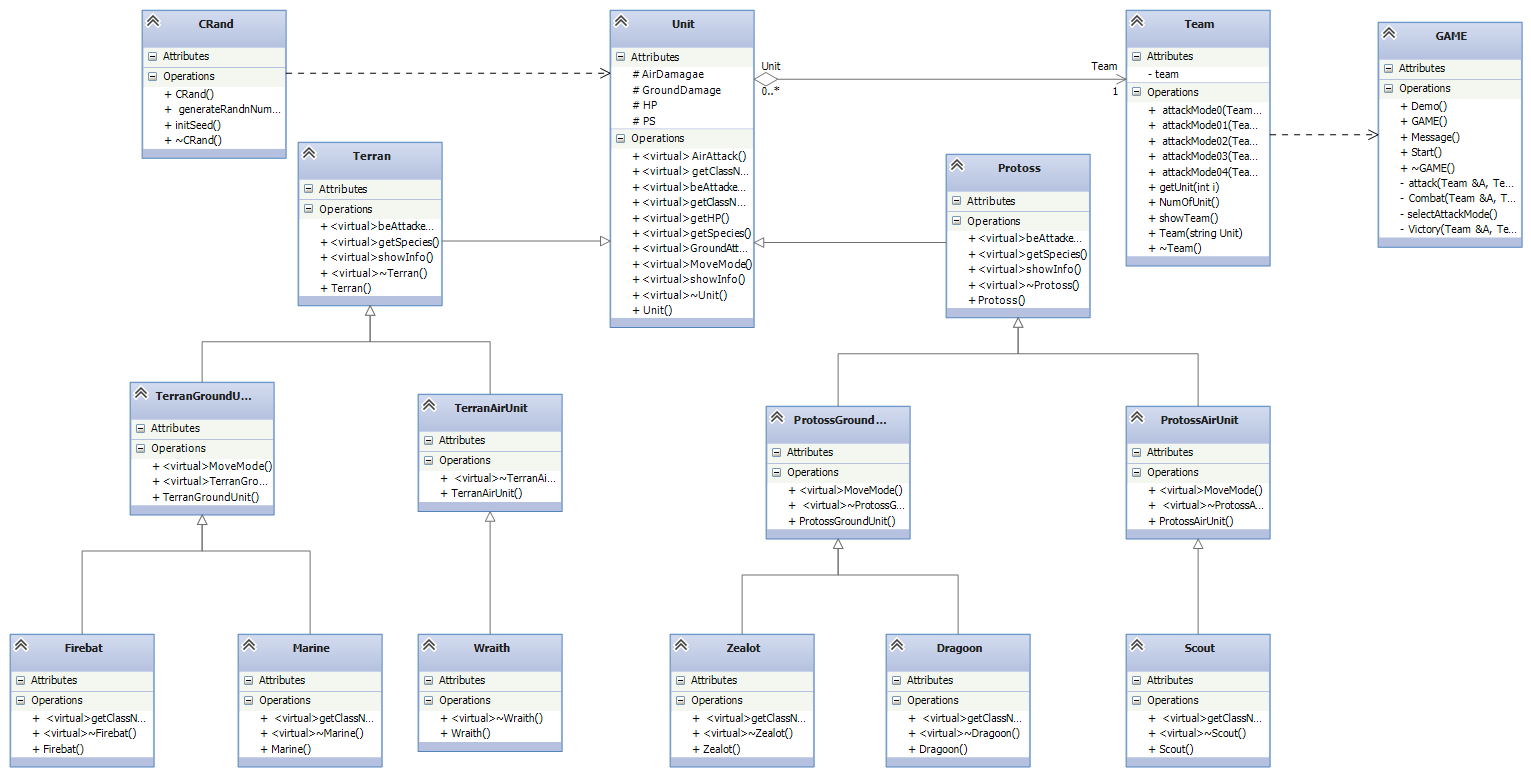 CRand
Attributes
Operations
+ CRand()
+ generateRandnNum...
+ initSeed()
+ ~CRand()
Unit
Attributes
# AirDamagae
# GroundDamage
# HP
# PS
Operations
+ <virtual> AirAttack()
+ <virtual> getClassN...
+ <virtual>beAttadke...
+ <virtual>getClassN...
+ <virtual>getHP()
+ <virtual>getSpecies()
+ <virtual>GroundAtt...
+ <virtual>MoveMode()
+ <virtual>showInfo()
+ <virtual>~Unit()
+ Unit()
Unit
0..*
Team
1
Team
Attributes
- team
Operations
+ attackMode0(Team...
+ attackMode01(Tea...
+ attackMode02(Tea...
+ attackMode03(Tea...
+ attackMode04(Tea...
+ getUnit(int i)
+ NumOfUnit()
+ showTeam()
+ Team(string Unit)
+ ~Team()
GAME
Attributes
Operations
+ Demo()
+ GAME()
+ Message()
+ Start()
+ ~GAME()
- attack(Team &A, Te...
- Combat(Team &A, T...
- selectAttackMode()
- Victory(Team &A, Te...
Terran
Attributes
Operations
+ <virtual>beAttadke...
+ <virtual>getSpecies()
+ <virtual>showInfo()
+ <virtual>~Terran()
+ Terran()
Protoss
Attributes
Operations
+ <virtual>beAttadke...
+ <virtual>getSpecies()
+ <virtual>showInfo()
+ <virtual>~Protoss()
+ Protoss()
TerranGroundU...
Attributes
Operations
+ <virtual>MoveMode()
+ <virtual>TerranGro...
+ TerranGroundUnit()
TerranAirUnit
Attributes
Operations
+ <virtual>~TerranAi...
+ TerranAirUnit()
ProtossGround...
Attributes
Operations
+ <virtual>MoveMode()
+ <virtual>~ProtossG...
+ ProtossGroundUnit()
ProtossAirUnit
Attributes
Operations
+ <virtual>MoveMode()
+ <virtual>~ProtossA...
+ ProtossAirUnit()
Firebat
Attributes
Operations
+ <virtual>getClassN...
+ <virtual>~Firebat()
+ Firebat()
Marine
Attributes
Operations
+ <virtual>getClassN...
+ <virtual>~Marine()
+ Marine()
Wraith
Attributes
Operations
+ <virtual>~Wraith()
+ Wraith()
Zealot
Attributes
Operations
+ <virtual>getClassN...
+ <virtual>~Zealot()
+ Zealot()
Dragoon
Attributes
Operations
+ <virtual>getClassN...
+ <virtual>~Dragoon()
+ Dragoon()
Scout
Attributes
Operations
+ <virtual>getClassN...
+ <virtual>~Scout()
+ Scout()